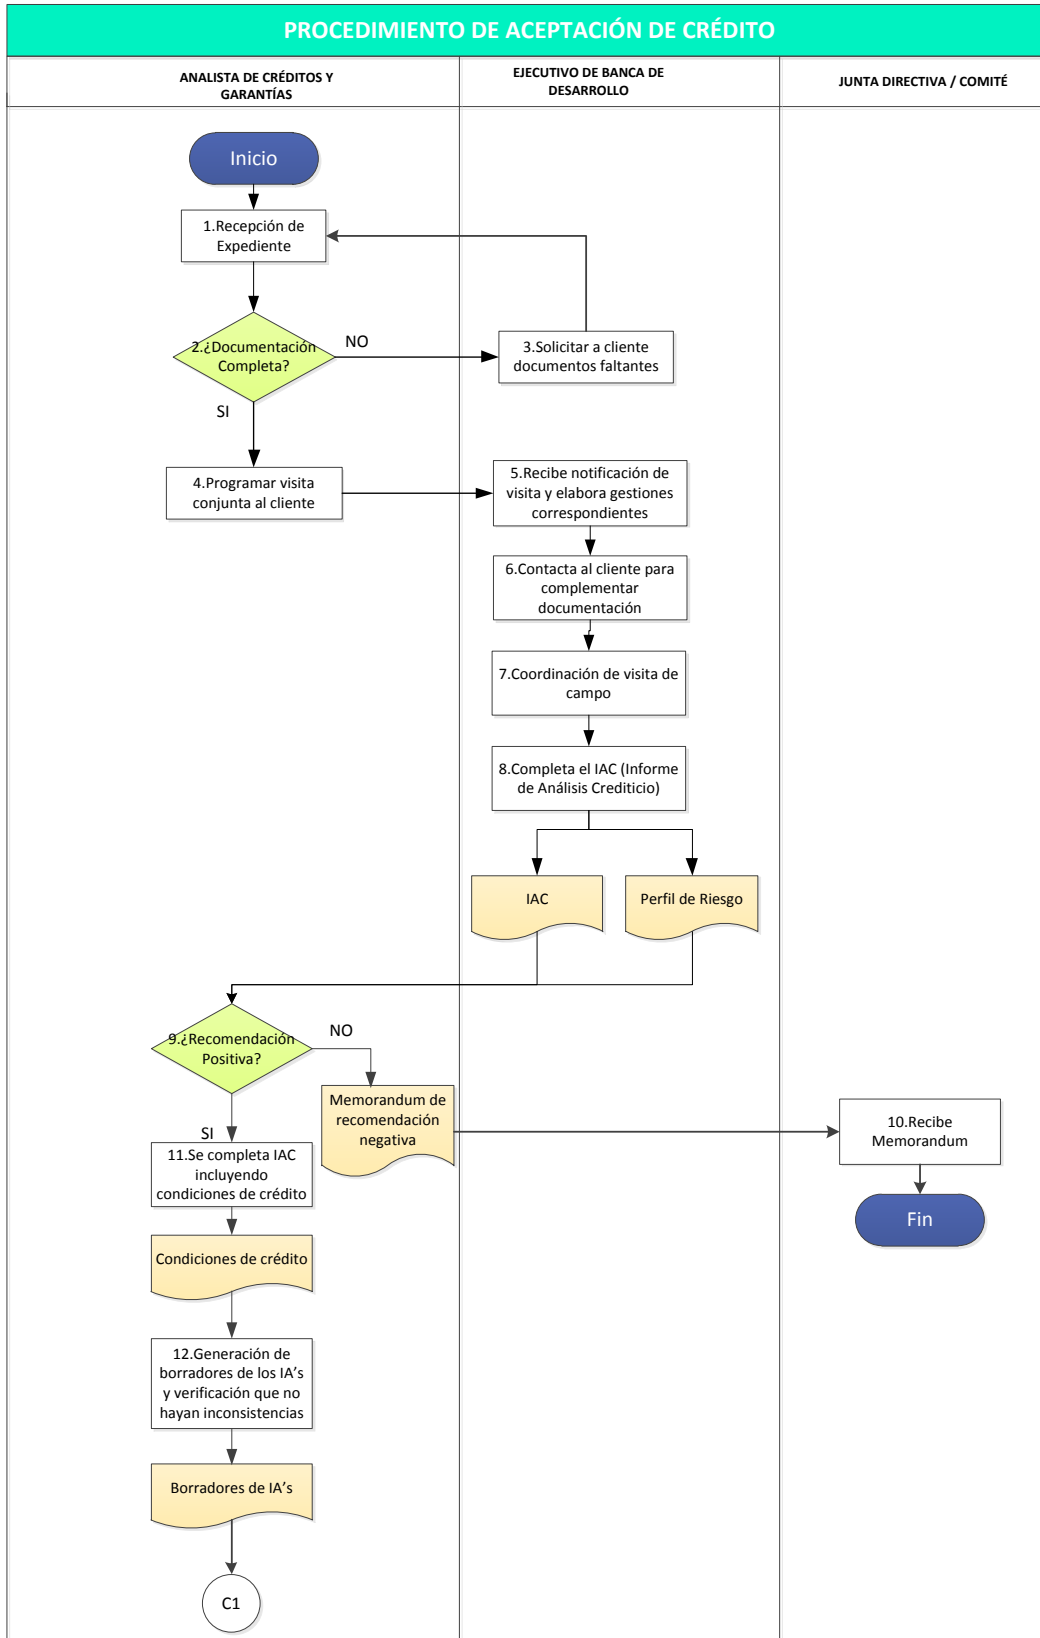 PROCEDIMIENTO DE ACEPTACIÓN DE CRÉDITO
ANALISTA DE CRÉDITOS Y
GARANTÍAS
EJECUTIVO DE BANCA DE
DESARROLLO
JUNTA DIRECTIVA / COMITÉ
Inicio
1.Recepción de
Expediente
2.¿Documentación
Completa?
NO
SI
3.Solicitar a cliente
documentos faltantes
4.Programar visita
conjunta al cliente
5.Recibe notificación de
visita y elabora gestiones
correspondientes
6.Contacta al cliente para
complementar
documentación
7.Coordinación de visita de
campo
8.Completa el IAC (Informe
de Análisis Crediticio)
IAC
Perfil de Riesgo
9.¿Recomendación
Positiva?
NO
SI
Memorandum de
recomendación
negativa
10.Recibe
Memorandum
Fin
11.Se completa IAC
incluyendo
condiciones de crédito
Condiciones de crédito
12.Generación de
borradores de los IA’s
y verificación que no
hayan inconsistencias
Borradores de IA’s
C1